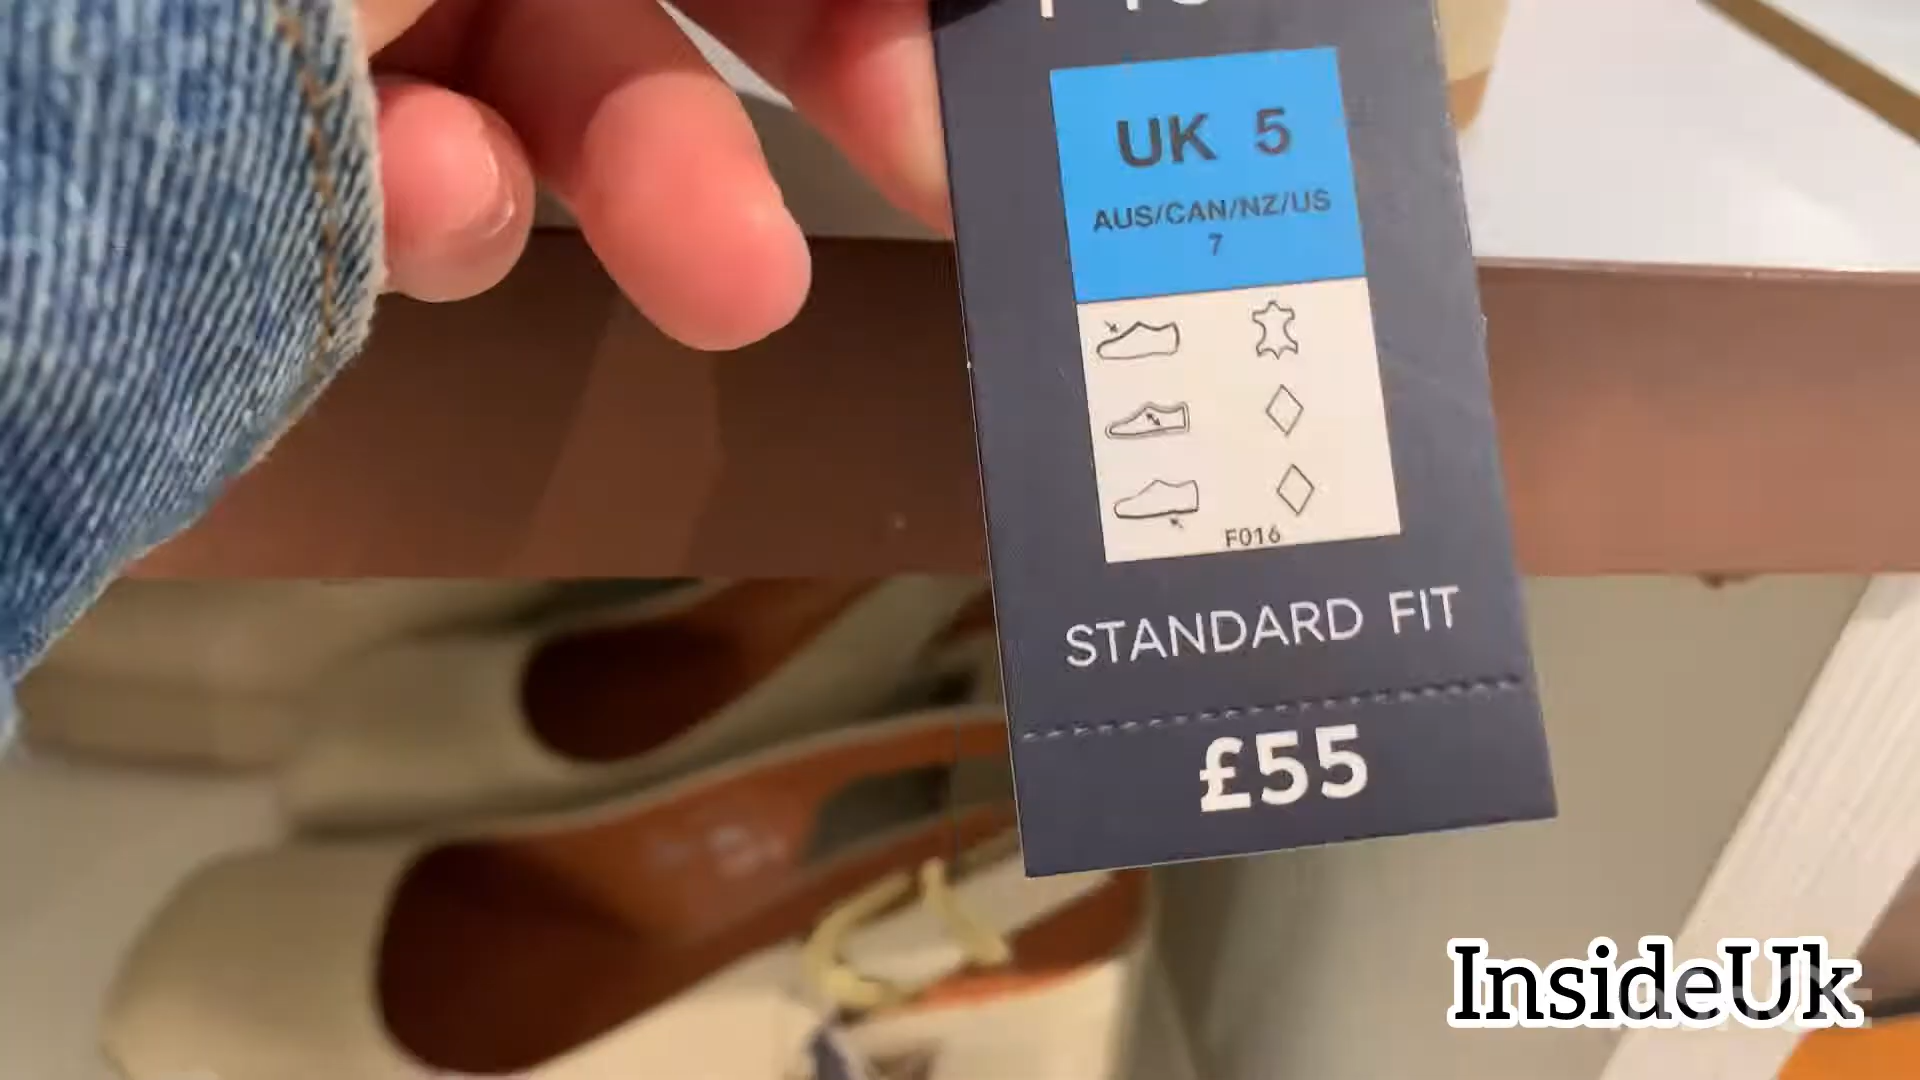 UK 5
AUS/CAN/NZ/US
7
F016
STANDARD FIT
£55
InsideUk